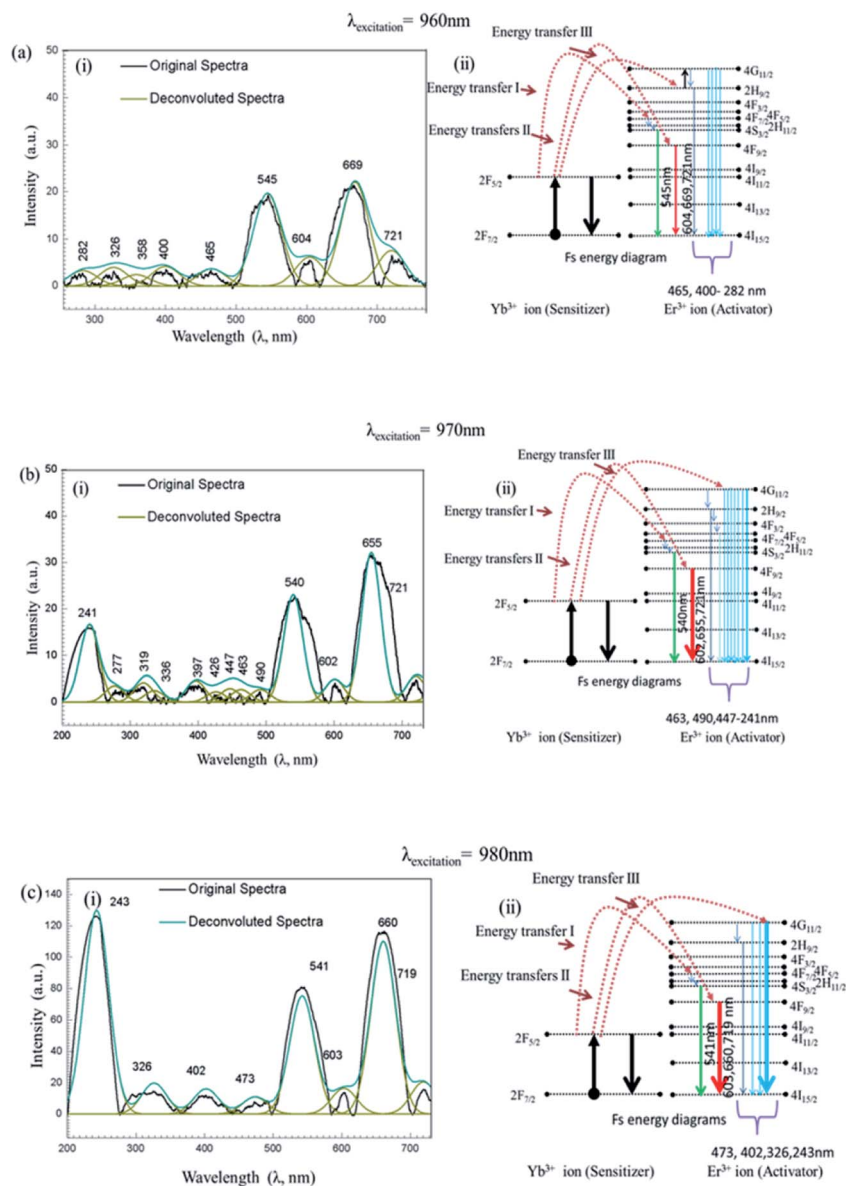 λexcitation= 960nm
(a)
(i)
Original Spectra
Deconvoluted Spectra
50
40
30
20
10
0
Intensity (a.u.)
282
326
358
400
465
545
604
669
721
300
400
500
600
700
Wavelength (λ, nm)
(ii)
Energy transfer III
Energy transfer I
Energy transfers II
2F5/2
2F7/2
4G11/2
2H9/2
4F3/2
4F7/2 4F5/2
4S3/2 2H11/2
4F9/2
4I9/2
4I11/2
4I13/2
4I15/2
545nm
604,669,721nm
Fs energy diagram
465, 400- 282 nm
Yb³⁺ ion (Sensitizer)
Er³⁺ ion (Activator)
λexcitation= 970nm
(b)
(i)
Original Spectra
Deconvoluted Spectra
50
40
30
20
10
0
Intensity (a.u.)
241
277
319
336
397
426
447
463
490
540
602
655
721
200
300
400
500
600
700
Wavelength (λ, nm)
(ii)
Energy transfer III
Energy transfer I
Energy transfers II
2F5/2
2F7/2
4G11/2
2H9/2
4F3/2
4F7/2 4F5/2
4S3/2 2H11/2
4F9/2
4I9/2
4I11/2
4I13/2
4I15/2
540nm
602,655,721nm
Fs energy diagrams
463, 490,447-241nm
Yb³⁺ ion (Sensitizer)
Er³⁺ ion (Activator)
λexcitation= 980nm
(c)
(i)
Original Spectra
Deconvoluted Spectra
140
120
100
80
60
40
20
0
Intensity (a.u.)
243
326
402
473
541
603
660
719
200
300
400
500
600
700
Wavelength (λ, nm)
(ii)
Energy transfer III
Energy transfer I
Energy transfers II
2F5/2
2F7/2
4G11/2
2H9/2
4F3/2
4F7/2 4F5/2
4S3/2 2H11/2
4F9/2
4I9/2
4I11/2
4I13/2
4I15/2
541nm
603,660,719 nm
Fs energy diagrams
473, 402,326,243nm
Yb³⁺ ion (Sensitizer)
Er³⁺ ion (Activator)